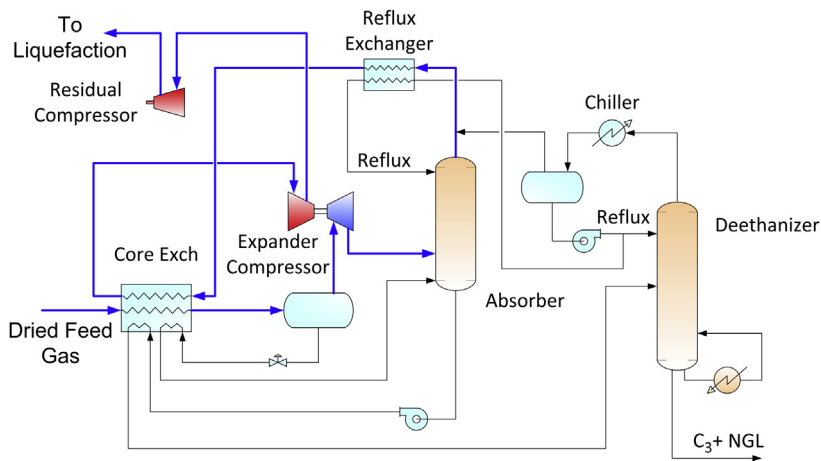 To
Liquefaction
Reflux
Exchanger
Residual
Compressor
Chiller
Reflux
Reflux
Deethanizer
Expander
Compressor
Core Exch
Absorber
Dried Feed
Gas
C₃+ NGL